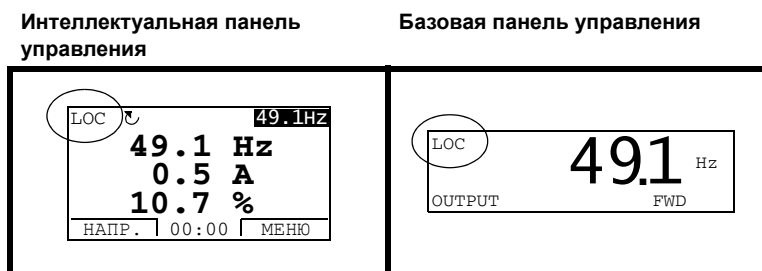 Интеллектуальная панель
управления
Базовая панель управления
LOC 49.1Hz
49.1 Hz
0.5 A
10.7 %
НАПР. 00:00 МЕНЮ
LOC
49.1 Hz
OUTPUT FWD